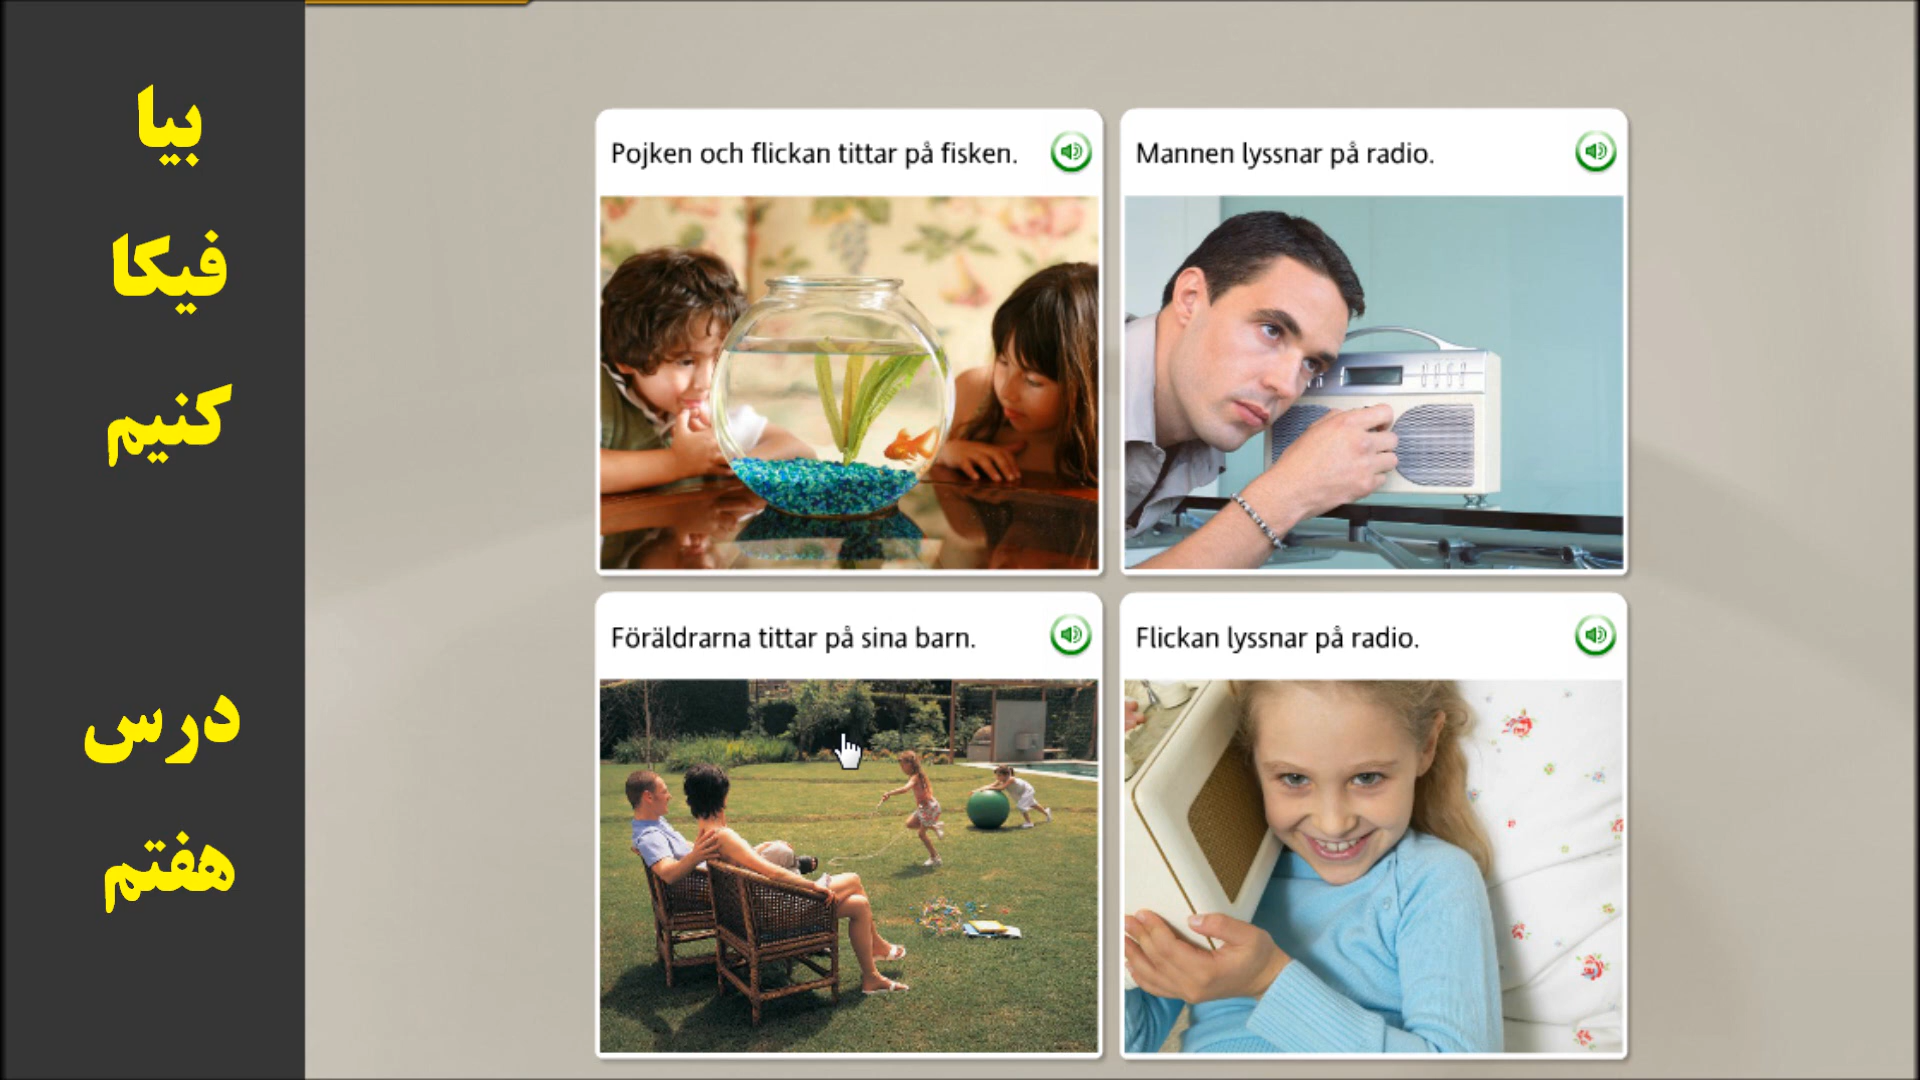 بیا
فیکا
کنیم
درس
هفتم
Pojken och flickan tittar på fisken.
Mannen lyssnar på radio.
Föräldrarna tittar på sina barn.
Flickan lyssnar på radio.